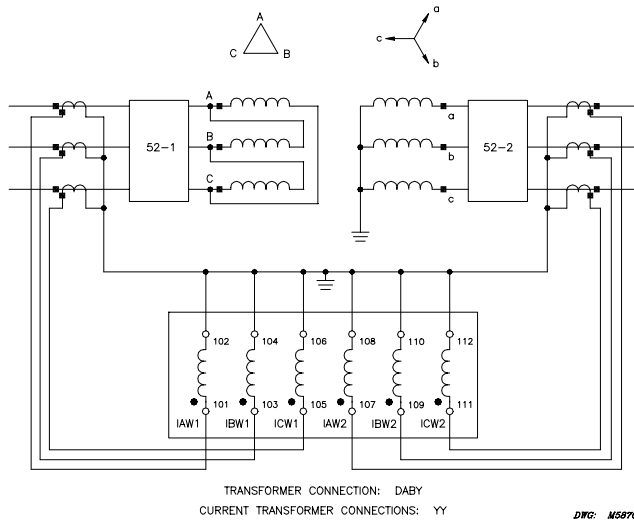 A
C B
a
c
b
A
B
C
52-1
a
b
c
52-2
102 104 106 108 110 112
101 103 105 107 109 111
IAW1 IBW1 ICW1 IAW2 IBW2 ICW2
TRANSFORMER CONNECTION: DABY
CURRENT TRANSFORMER CONNECTIONS: YY
DWG: